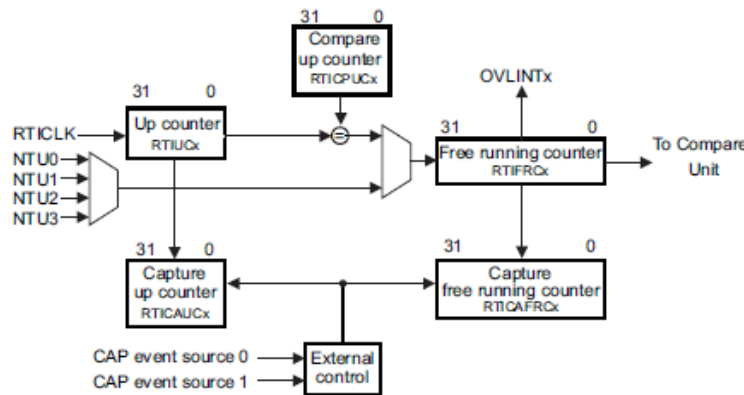 31 0
Compare
up counter
RTICPUCx
OVLINTx
31 0
31 0
RTICLK
Up counter
RTIUCx
=
Free running counter
RTIFRCx
To Compare
Unit
NTU0
NTU1
NTU2
NTU3
31 0
31 0
Capture
up counter
RTICAUCx
Capture
free running counter
RTICAFRCx
CAP event source 0
CAP event source 1
External
control